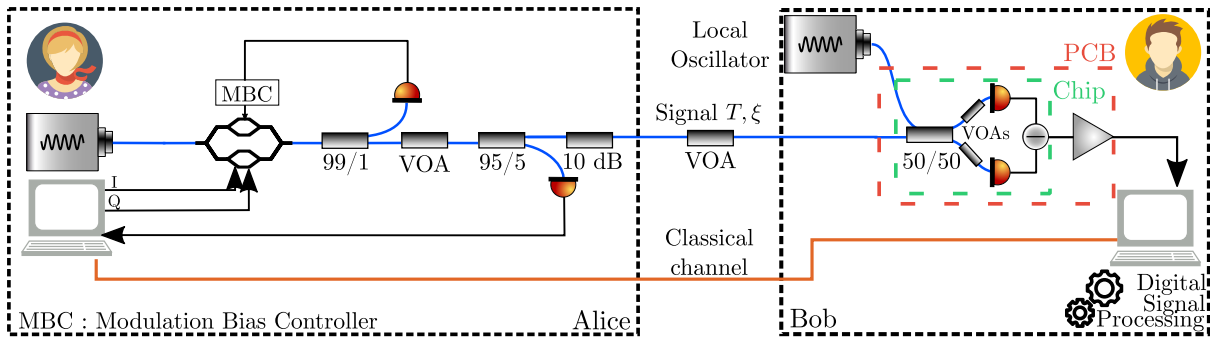 MBC
I
Q
99/1
VOA
95/5
10 dB
MBC : Modulation Bias Controller
Alice
Local
Oscillator
Signal T, ξ
VOA
Classical
channel
PCB
Chip
VOAs
50/50
Bob
Digital
Signal
Processing